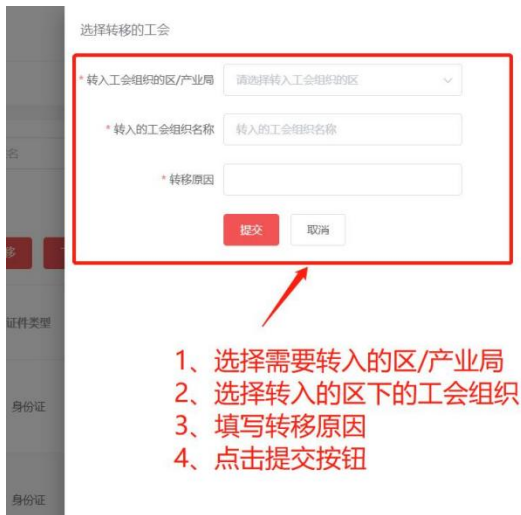 选择转移的工会
* 转入工会组织的区/产业局 请选择转入工会组织的区
* 转入的工会组织名称 转入的工会组织名称
名
* 转移原因
提交 取消
移
证件类型
身份证
身份证
1、选择需要转入的区/产业局
2、选择转入的区下的工会组织
3、填写转移原因
4、点击提交按钮